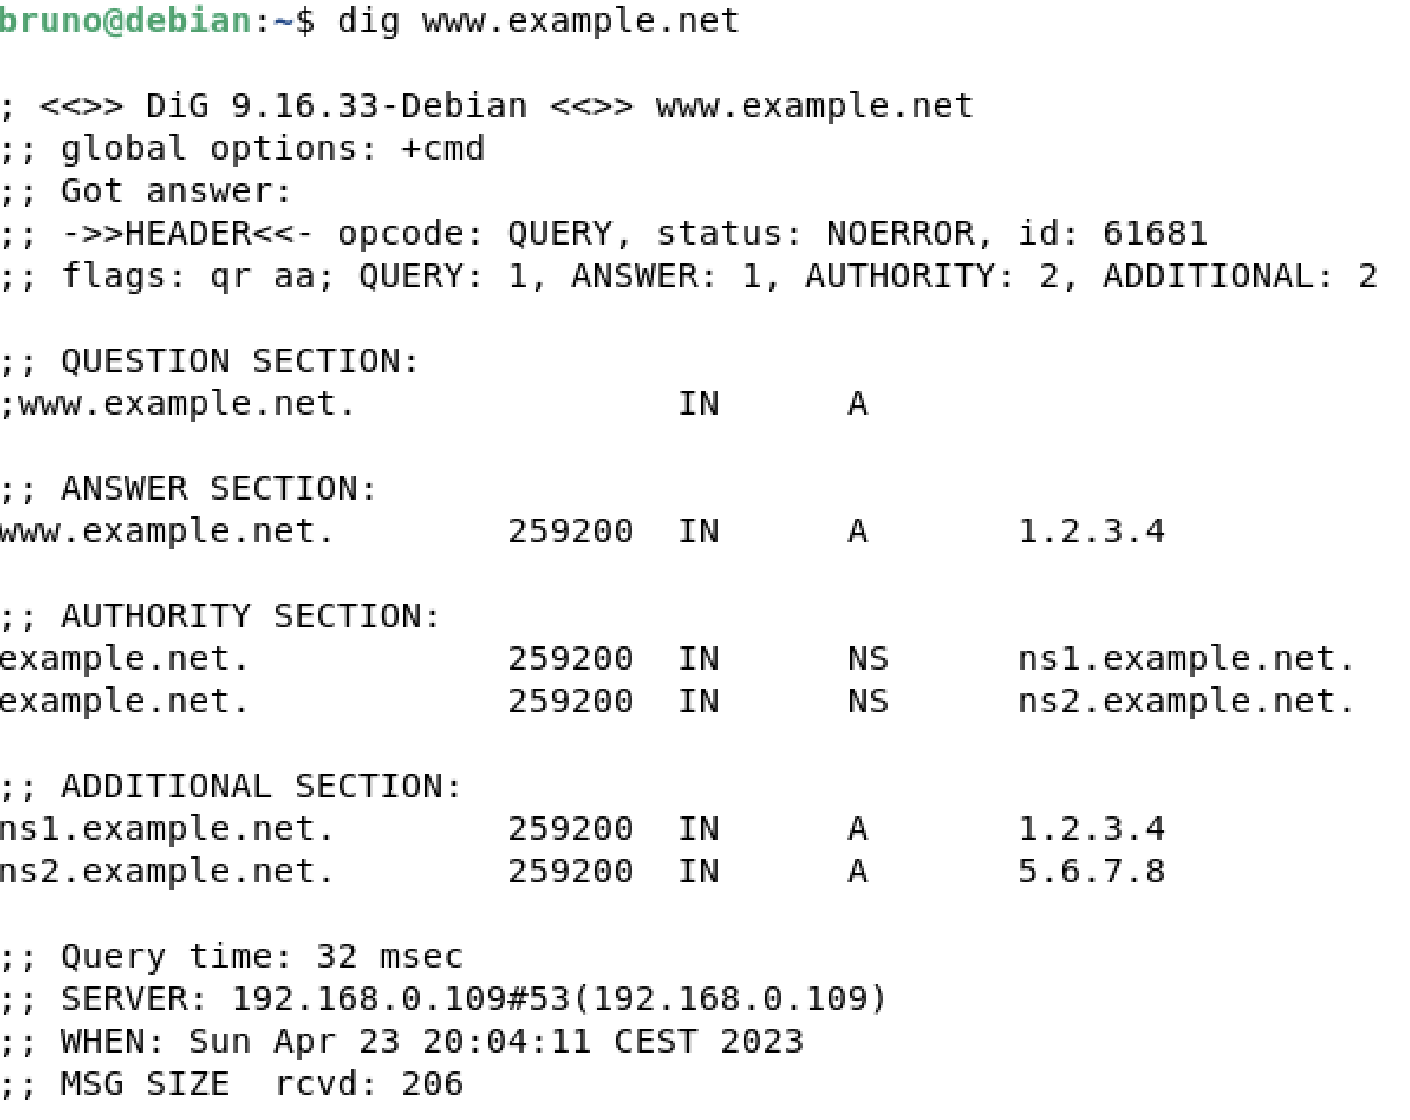 bruno@debian:~$ dig www.example.net
; <<>> DiG 9.16.33-Debian <<>> www.example.net
;; global options: +cmd
;; Got answer:
;; ->>HEADER<<- opcode: QUERY, status: NOERROR, id: 61681
;; flags: qr aa; QUERY: 1, ANSWER: 1, AUTHORITY: 2, ADDITIONAL: 2
;; QUESTION SECTION:
;www.example.net. IN A
;; ANSWER SECTION:
www.example.net. 259200 IN A 1.2.3.4
;; AUTHORITY SECTION:
example.net. 259200 IN NS ns1.example.net.
example.net. 259200 IN NS ns2.example.net.
;; ADDITIONAL SECTION:
ns1.example.net. 259200 IN A 1.2.3.4
ns2.example.net. 259200 IN A 5.6.7.8
;; Query time: 32 msec
;; SERVER: 192.168.0.109#53(192.168.0.109)
;; WHEN: Sun Apr 23 20:04:11 CEST 2023
;; MSG SIZE  rcvd: 206